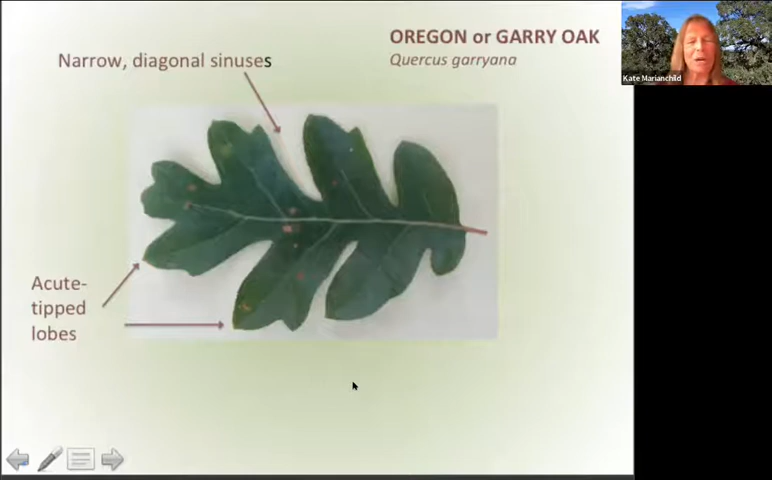 OREGON or GARRY OAK
Quercus garryana
Narrow, diagonal sinuses
Acute-
tipped
lobes
Kate Marianchild